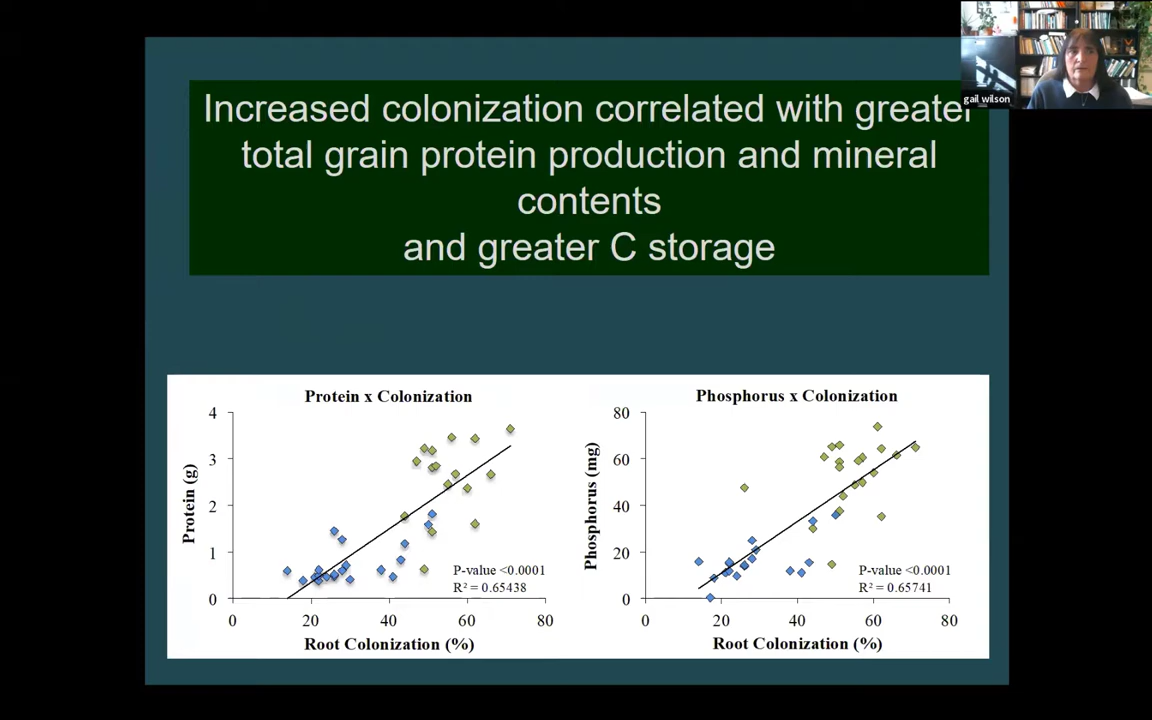 Increased colonization correlated with greater
total grain protein production and mineral
contents
and greater C storage
gail wilson
Protein x Colonization
4
3
2
1
0
Protein (g)
P-value <0.0001
R² = 0.65438
0 20 40 60 80
Root Colonization (%)
Phosphorus x Colonization
80
60
40
20
0
Phosphorus (mg)
P-value <0.0001
R² = 0.65741
0 20 40 60 80
Root Colonization (%)